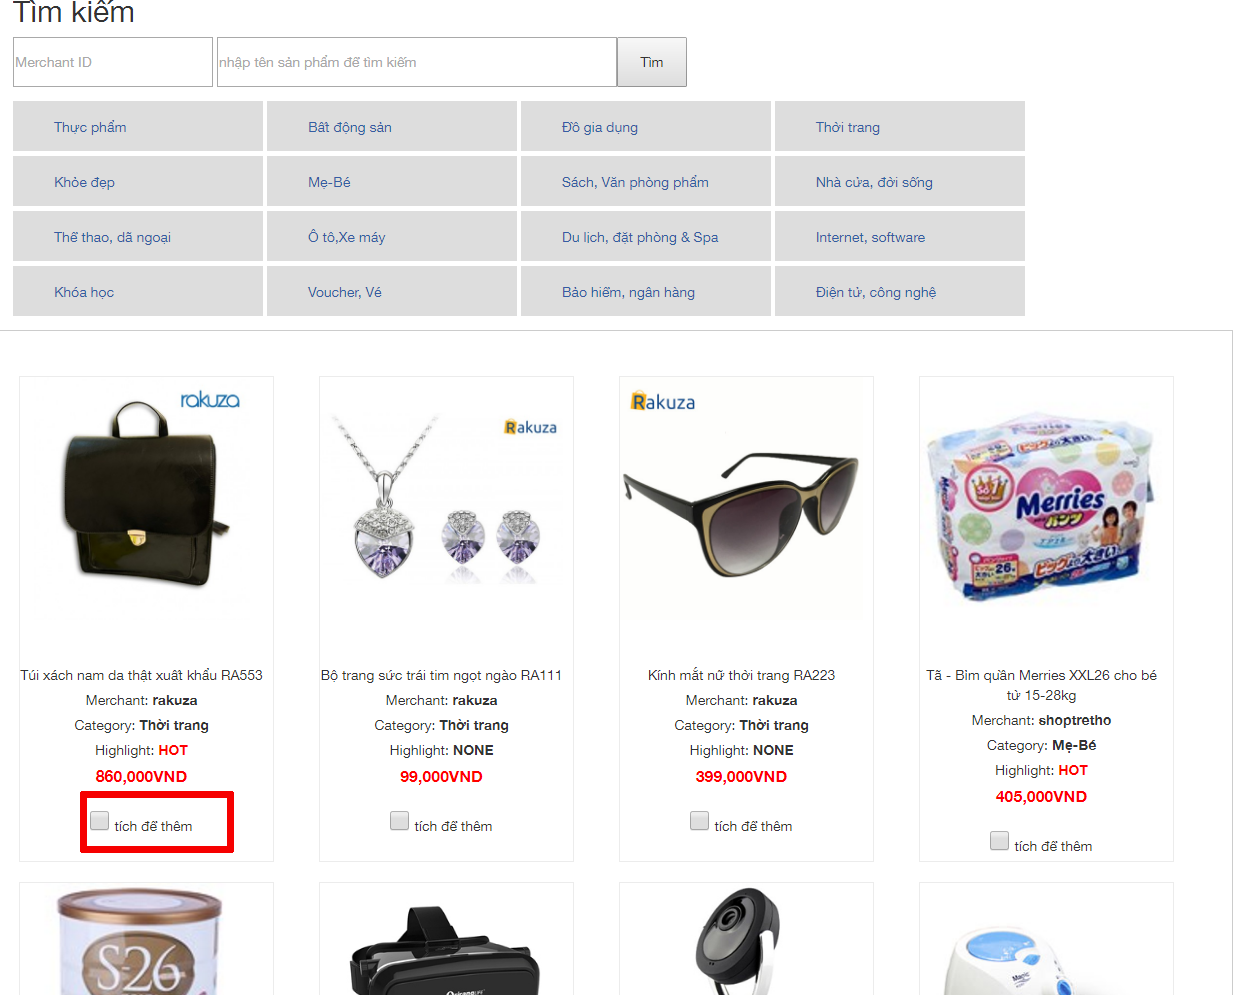 Tìm kiếm
Merchant ID
nhập tên sản phẩm để tìm kiếm
Tìm
Thực phẩm
Bất động sản
Đồ gia dụng
Thời trang
Khỏe đẹp
Mẹ-Bé
Sách, Văn phòng phẩm
Nhà cửa, đời sống
Thể thao, dã ngoại
Ô tô,Xe máy
Du lịch, đặt phòng & Spa
Internet, software
Khóa học
Voucher, Vé
Bảo hiểm, ngân hàng
Điện tử, công nghệ
rakuza
Túi xách nam da thật xuất khẩu RA553
Merchant: rakuza
Category: Thời trang
Highlight: HOT
860,000VND
tích để thêm
Rakuza
Bộ trang sức trái tim ngọt ngào RA111
Merchant: rakuza
Category: Thời trang
Highlight: NONE
99,000VND
tích để thêm
Rakuza
Kính mắt nữ thời trang RA223
Merchant: rakuza
Category: Thời trang
Highlight: NONE
399,000VND
tích để thêm
Merries
パンツ
Tã - Bỉm quần Merries XXL26 cho bé
từ 15-28kg
Merchant: shoptretho
Category: Mẹ-Bé
Highlight: HOT
405,000VND
tích để thêm
S-26